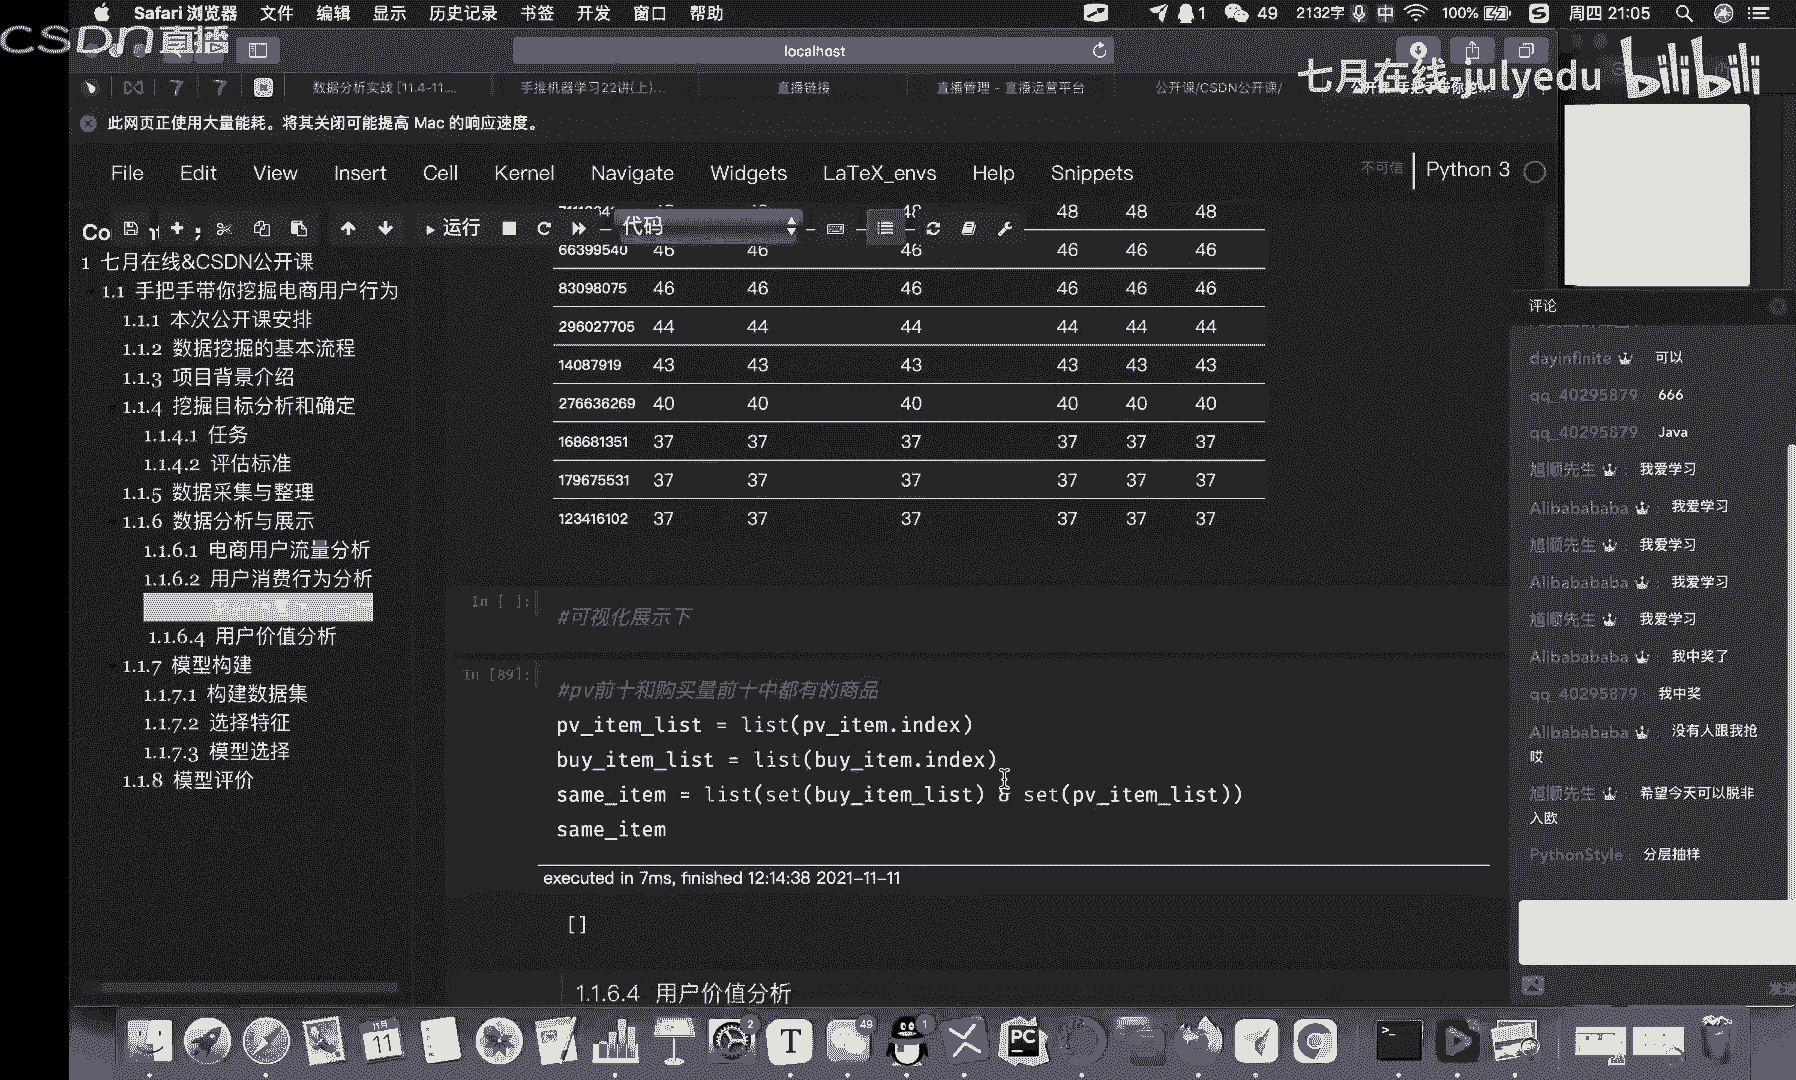 Safari 浏览器 文件 编辑 显示 历史记录 书签 开发 窗口 帮助 1 49 2132字 中 100% 周四 21:05
CSDN直播
localhost
七月在线-julyedu bilibili
数据分析实战 [11.4-11.... 手推机器学习22讲(上)... 直播链接 直播管理 - 直播运营平台 公开课/CSDN公开课/
此网页正使用大量能耗。将其关闭可能提高 Mac 的响应速度。
File Edit View Insert Cell Kernel Navigate Widgets LaTeX_envs Help Snippets 不可信 Python 3
Co 运行 代码
48 48 48
1 七月在线&CSDN公开课
1.1 手把手带你挖掘电商用户行为
1.1.1 本次公开课安排
1.1.2 数据挖掘的基本流程
1.1.3 项目背景介绍
1.1.4 挖掘目标分析和确定
1.1.4.1 任务
1.1.4.2 评估标准
1.1.5 数据采集与整理
1.1.6 数据分析与展示
1.1.6.1 电商用户流量分析
1.1.6.2 用户消费行为分析
1.1.6.4 用户价值分析
1.1.7 模型构建
1.1.7.1 构建数据集
1.1.7.2 选择特征
1.1.7.3 模型选择
1.1.8 模型评价
66399540 46 46 46 46 46 46
83098075 46 46 46 46 46 46
296027705 44 44 44 44 44 44
14087919 43 43 43 43 43 43
276636269 40 40 40 40 40 40
168681351 37 37 37 37 37 37
179675531 37 37 37 37 37 37
123416102 37 37 37 37 37 37
In [ ]:
#可视化展示下
In [89]:
#pv前十和购买量前十中都有的商品
pv_item_list = list(pv_item.index)
buy_item_list = list(buy_item.index)
same_item = list(set(buy_item_list) & set(pv_item_list))
same_item
executed in 7ms, finished 12:14:38 2021-11-11
[]
1.1.6.4 用户价值分析
评论
dayinfinite 可以
qq_40295879 666
qq_40295879 Java
旭顺先生 : 我爱学习
Alibabababa : 我爱学习
旭顺先生 : 我爱学习
Alibabababa : 我爱学习
旭顺先生 : 我爱学习
Alibabababa : 我中奖了
qq_40295879 我中奖
Alibabababa : 没有人跟我抢
哎
旭顺先生 : 希望今天可以脱非
入欧
PythonStyle : 分层抽样
11月
11
T
2
49
1
PC